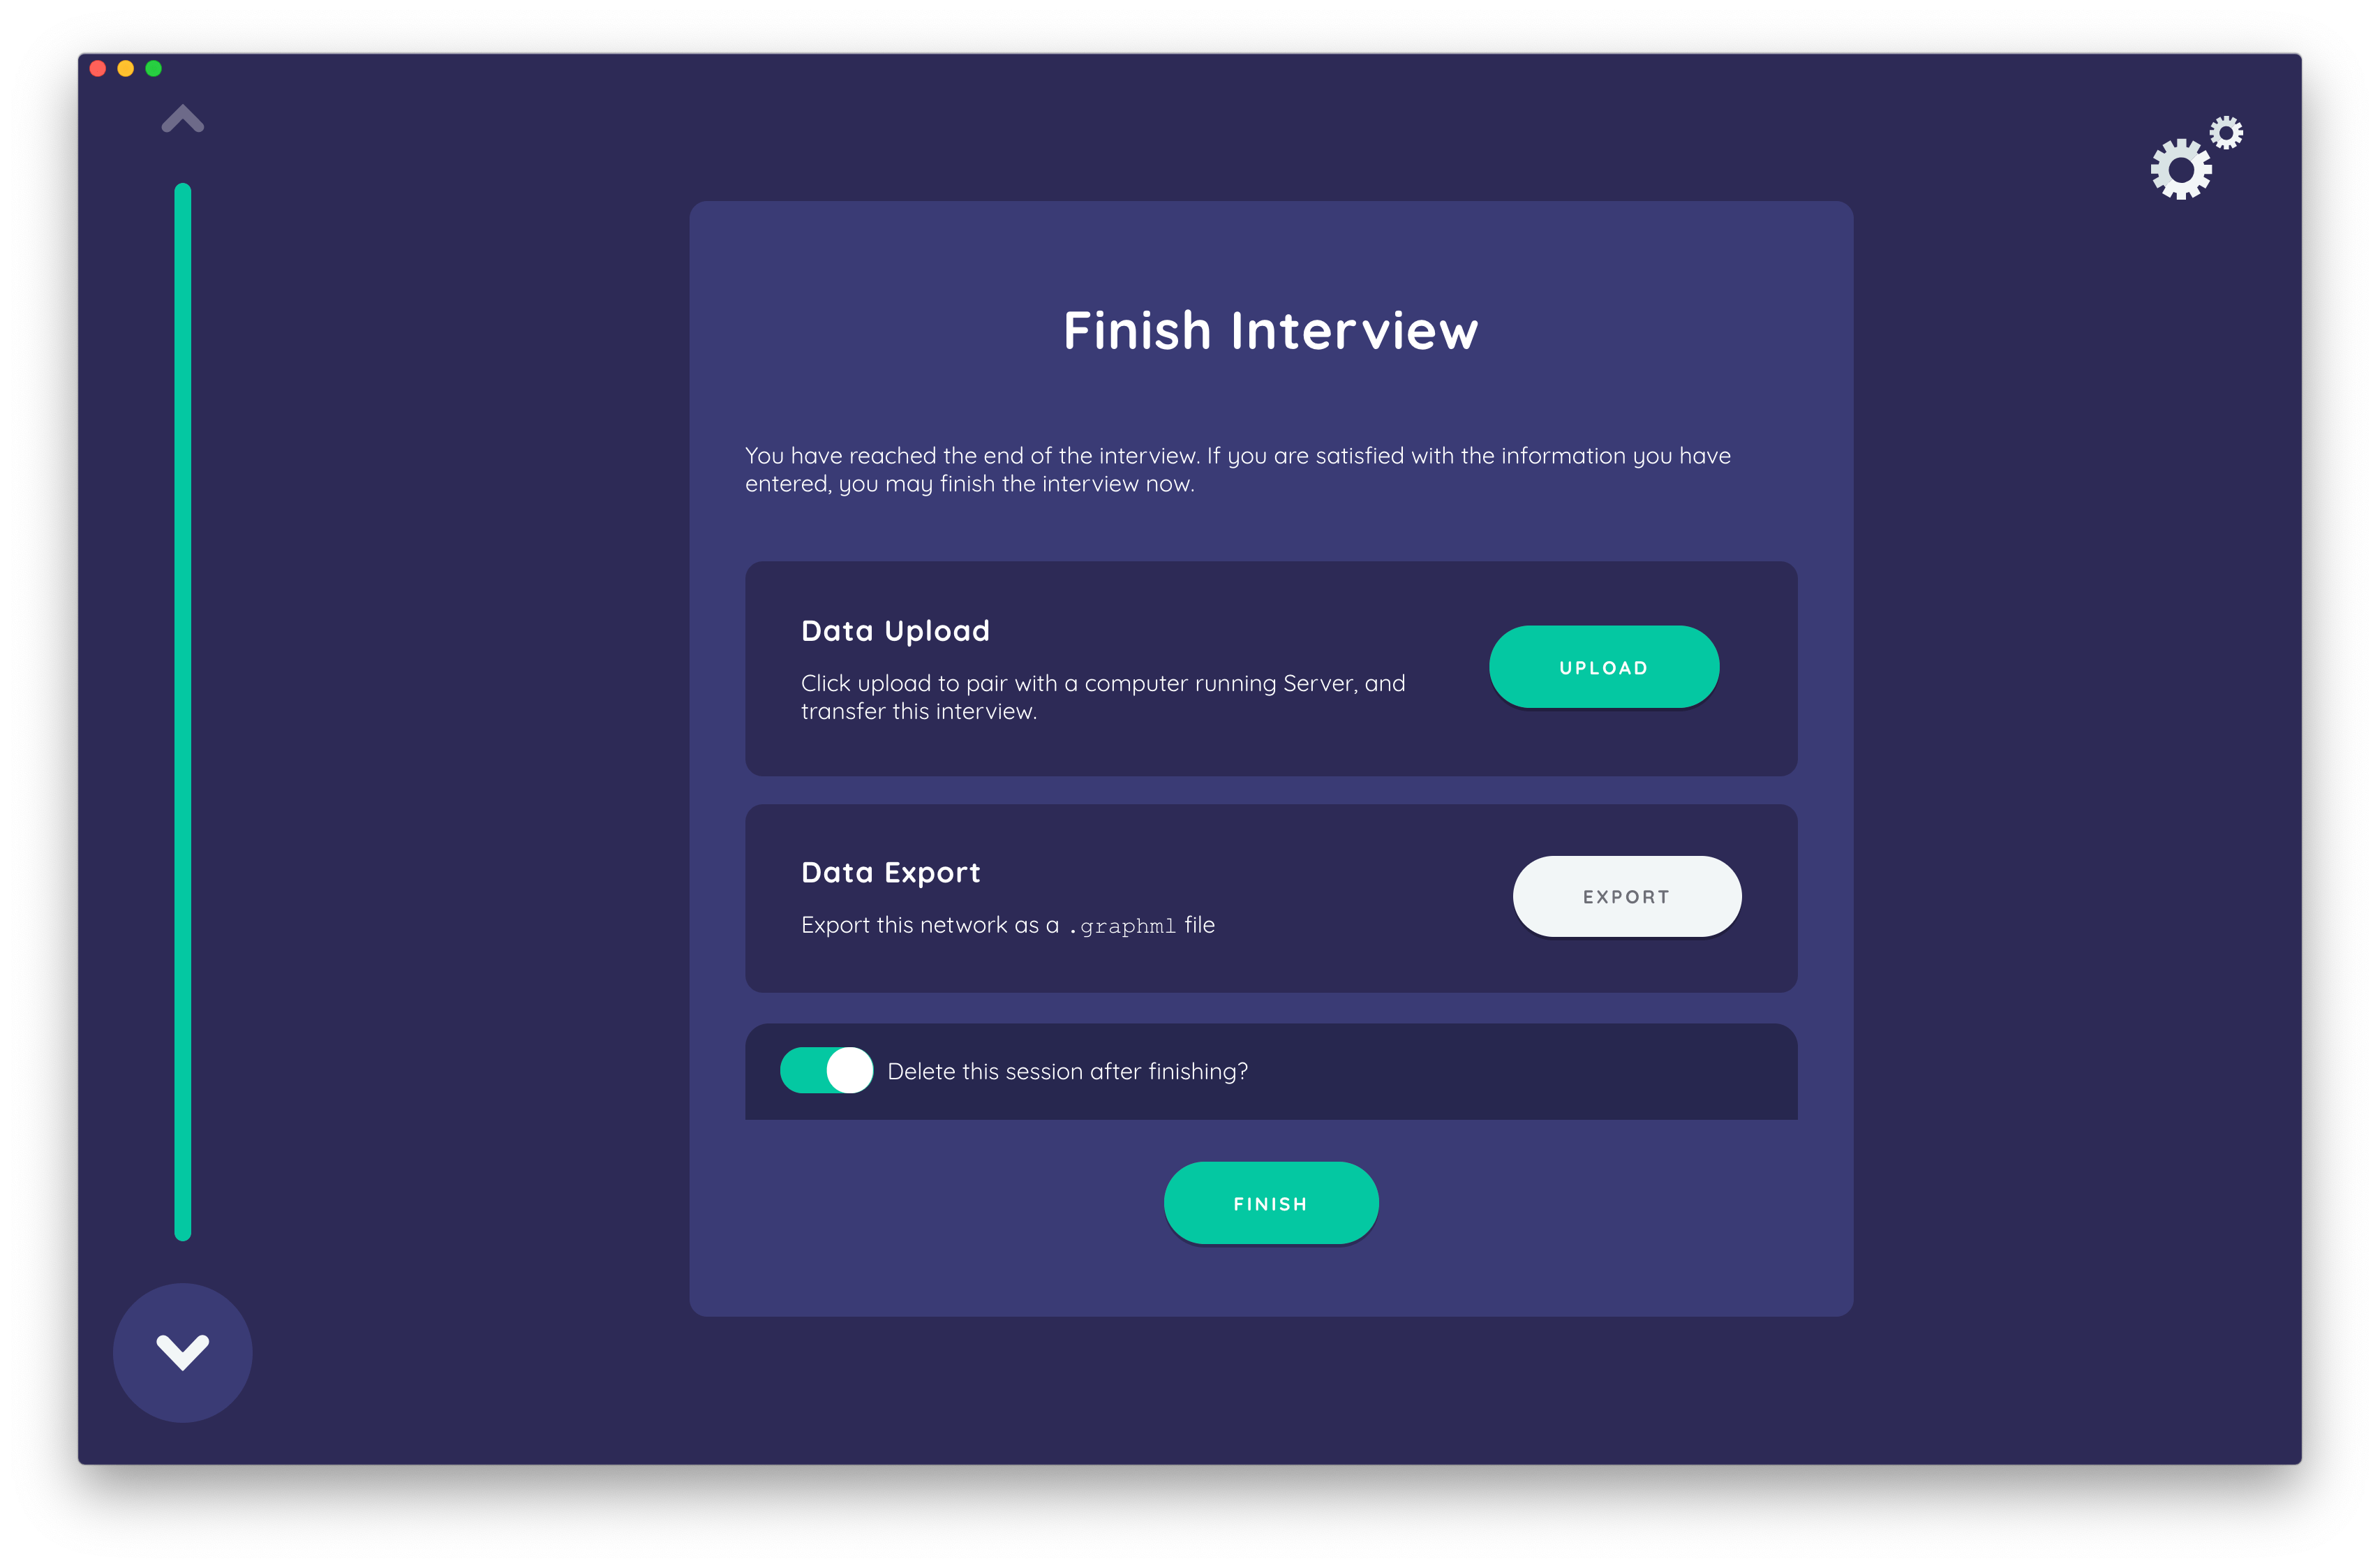 Finish Interview
You have reached the end of the interview. If you are satisfied with the information you have
entered, you may finish the interview now.
Data Upload
Click upload to pair with a computer running Server, and
transfer this interview.
UPLOAD
Data Export
Export this network as a .graphml file
EXPORT
Delete this session after finishing?
FINISH